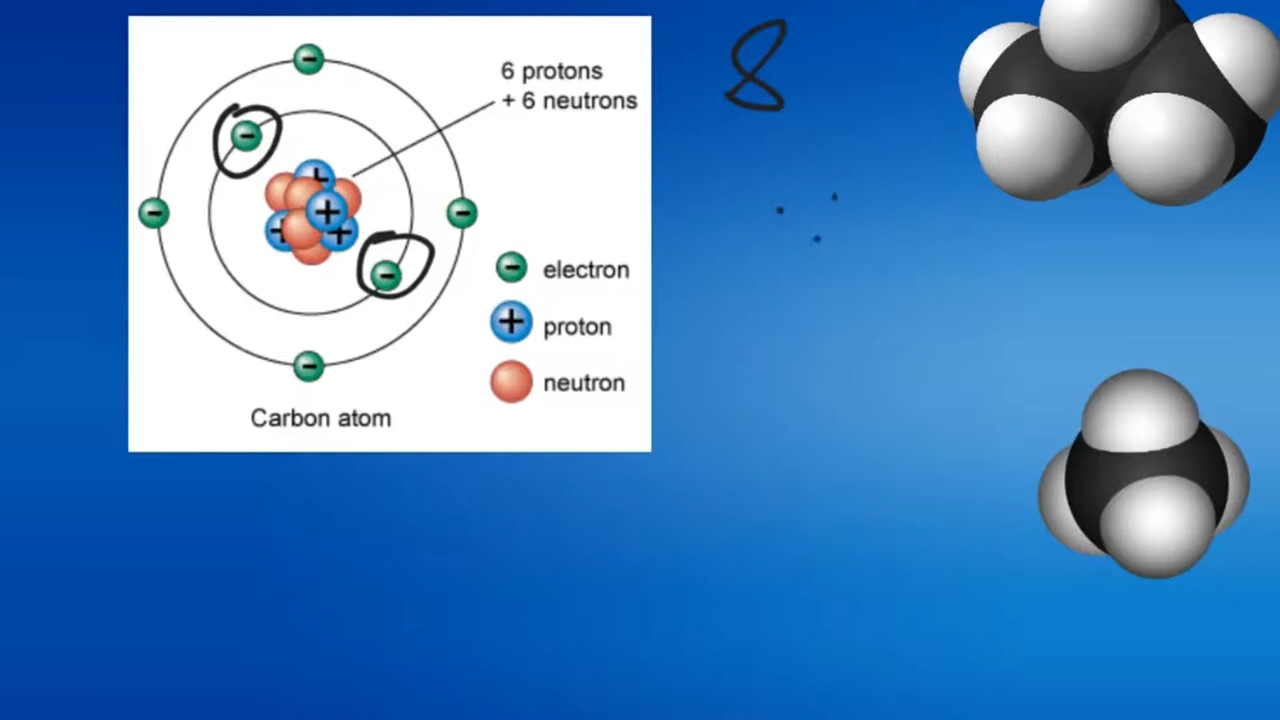 6 protons
+ 6 neutrons
8
electron
proton
neutron
Carbon atom